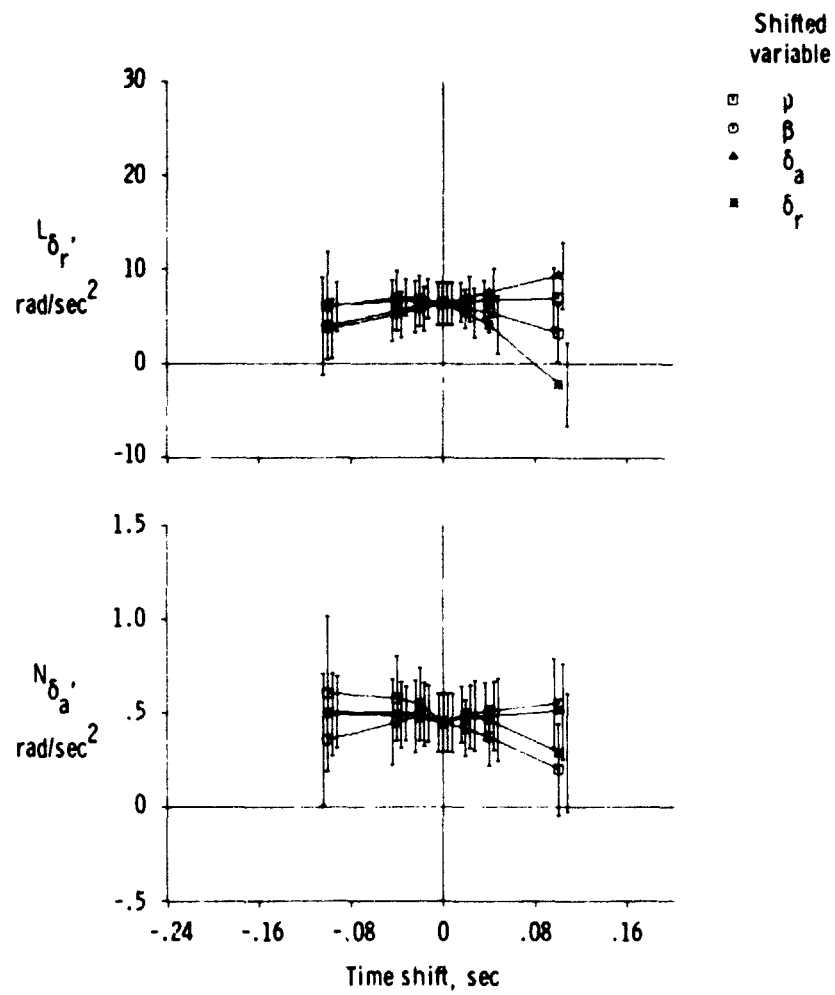 Shifted
variable
p
β
δa
δr
30
20
10
0
-10
Lδr,
rad/sec2
1.5
1.0
.5
0
-.5
Nδa,
rad/sec2
-.24 -.16 -.08 0 .08 .16
Time shift, sec